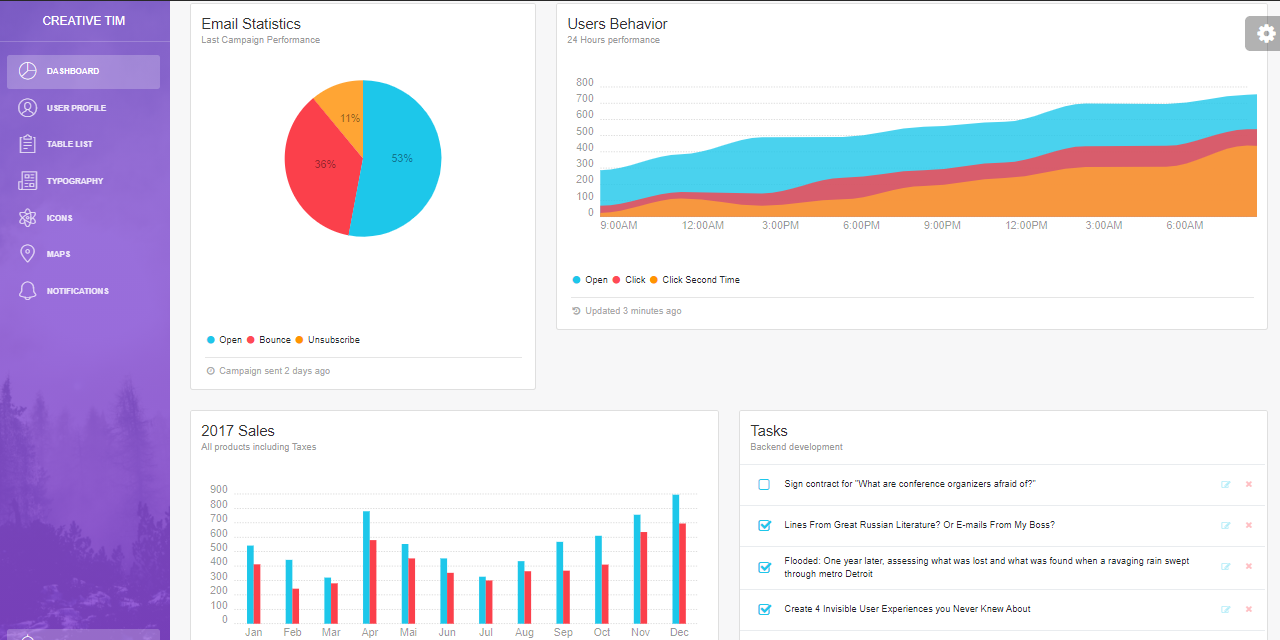 CREATIVE TIM
DASHBOARD
USER PROFILE
TABLE LIST
TYPOGRAPHY
ICONS
MAPS
NOTIFICATIONS
Email Statistics
Last Campaign Performance
11%
36%
53%
Open Bounce Unsubscribe
Campaign sent 2 days ago
Users Behavior
24 Hours performance
800
700
600
500
400
300
200
100
0
9:00AM 12:00AM 3:00PM 6:00PM 9:00PM 12:00PM 3:00AM 6:00AM
Open Click Click Second Time
Updated 3 minutes ago
2017 Sales
All products including Taxes
900
800
700
600
500
400
300
200
100
0
Jan Feb Mar Apr Mai Jun Jul Aug Sep Oct Nov Dec
Tasks
Backend development
Sign contract for "What are conference organizers afraid of?"
Lines From Great Russian Literature? Or E-mails From My Boss?
Flooded: One year later, assessing what was lost and what was found when a ravaging rain swept
through metro Detroit
Create 4 Invisible User Experiences you Never Knew About